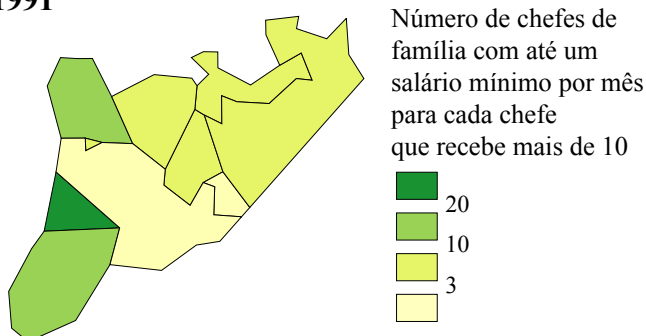 1991
Número de chefes de
família com até um
salário mínimo por mês
para cada chefe
que recebe mais de 10
20
10
3